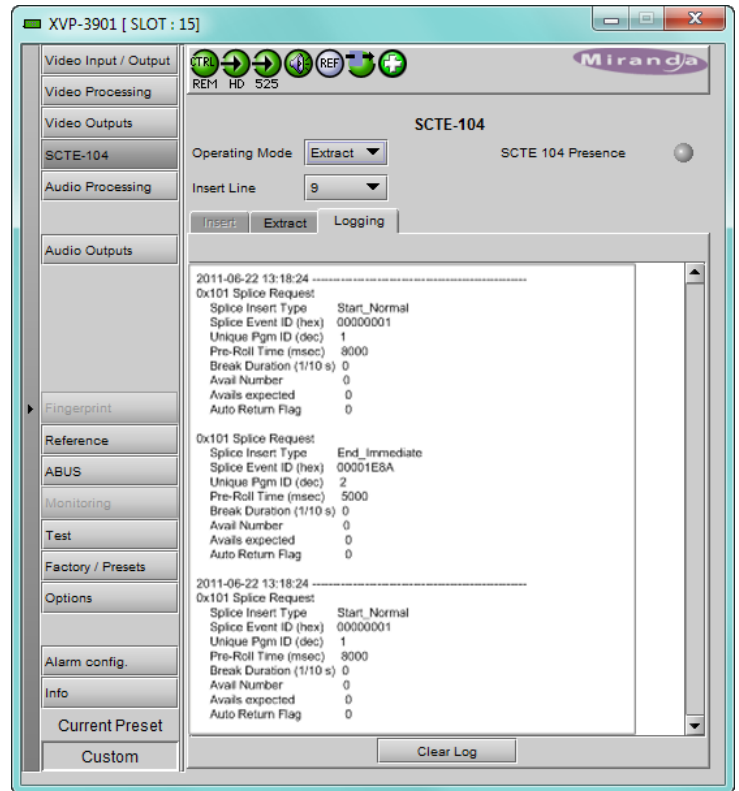 XVP-3901 [ SLOT : 15]
Video Input / Output
Video Processing
Video Outputs
SCTE-104
Audio Processing
Audio Outputs
Fingerprint
Reference
ABUS
Monitoring
Test
Factory / Presets
Options
Alarm config.
Info
Current Preset
Custom
CTRL REF
REM HD 525
Miranda
SCTE-104
Operating Mode Extract SCTE 104 Presence
Insert Line 9
Insert Extract Logging
2011-06-22 13:18:24 ------------------------------------------------------
0x101 Splice Request
Splice Insert Type Start_Normal
Splice Event ID (hex) 00000001
Unique Pgm ID (dec) 1
Pre-Roll Time (msec) 8000
Break Duration (1/10 s) 0
Avail Number 0
Avails expected 0
Auto Return Flag 0
0x101 Splice Request
Splice Insert Type End_Immediate
Splice Event ID (hex) 00001E8A
Unique Pgm ID (dec) 2
Pre-Roll Time (msec) 5000
Break Duration (1/10 s) 0
Avail Number 0
Avails expected 0
Auto Return Flag 0
2011-06-22 13:18:24 ------------------------------------------------------
0x101 Splice Request
Splice Insert Type Start_Normal
Splice Event ID (hex) 00000001
Unique Pgm ID (dec) 1
Pre-Roll Time (msec) 8000
Break Duration (1/10 s) 0
Avail Number 0
Avails expected 0
Auto Return Flag 0
Clear Log